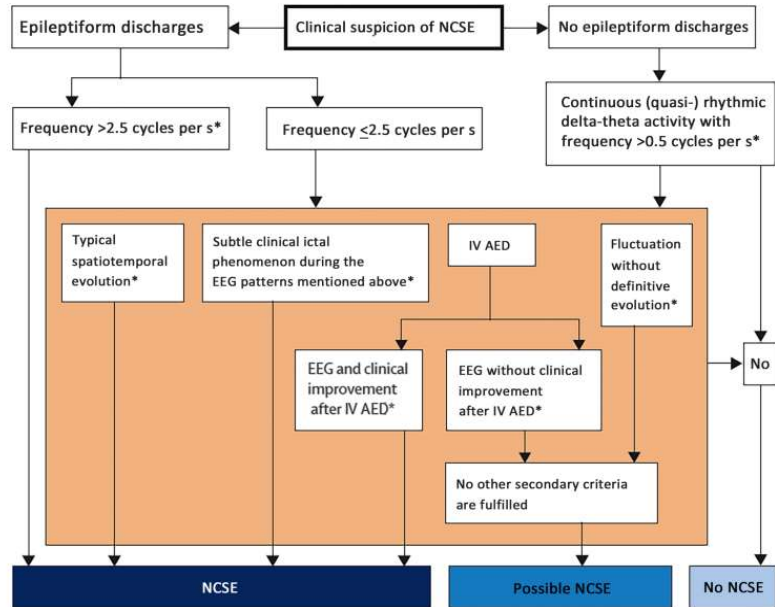 Epileptiform discharges
Clinical suspicion of NCSE
No epileptiform discharges
Frequency >2.5 cycles per s*
Frequency ≤2.5 cycles per s
Continuous (quasi-) rhythmic
delta-theta activity with
frequency >0.5 cycles per s*
Typical
spatiotemporal
evolution*
Subtle clinical ictal
phenomenon during the
EEG patterns mentioned above*
IV AED
Fluctuation
without
definitive
evolution*
EEG and clinical
improvement
after IV AED*
EEG without clinical
improvement
after IV AED*
No
No other secondary criteria
are fulfilled
NCSE
Possible NCSE
No NCSE